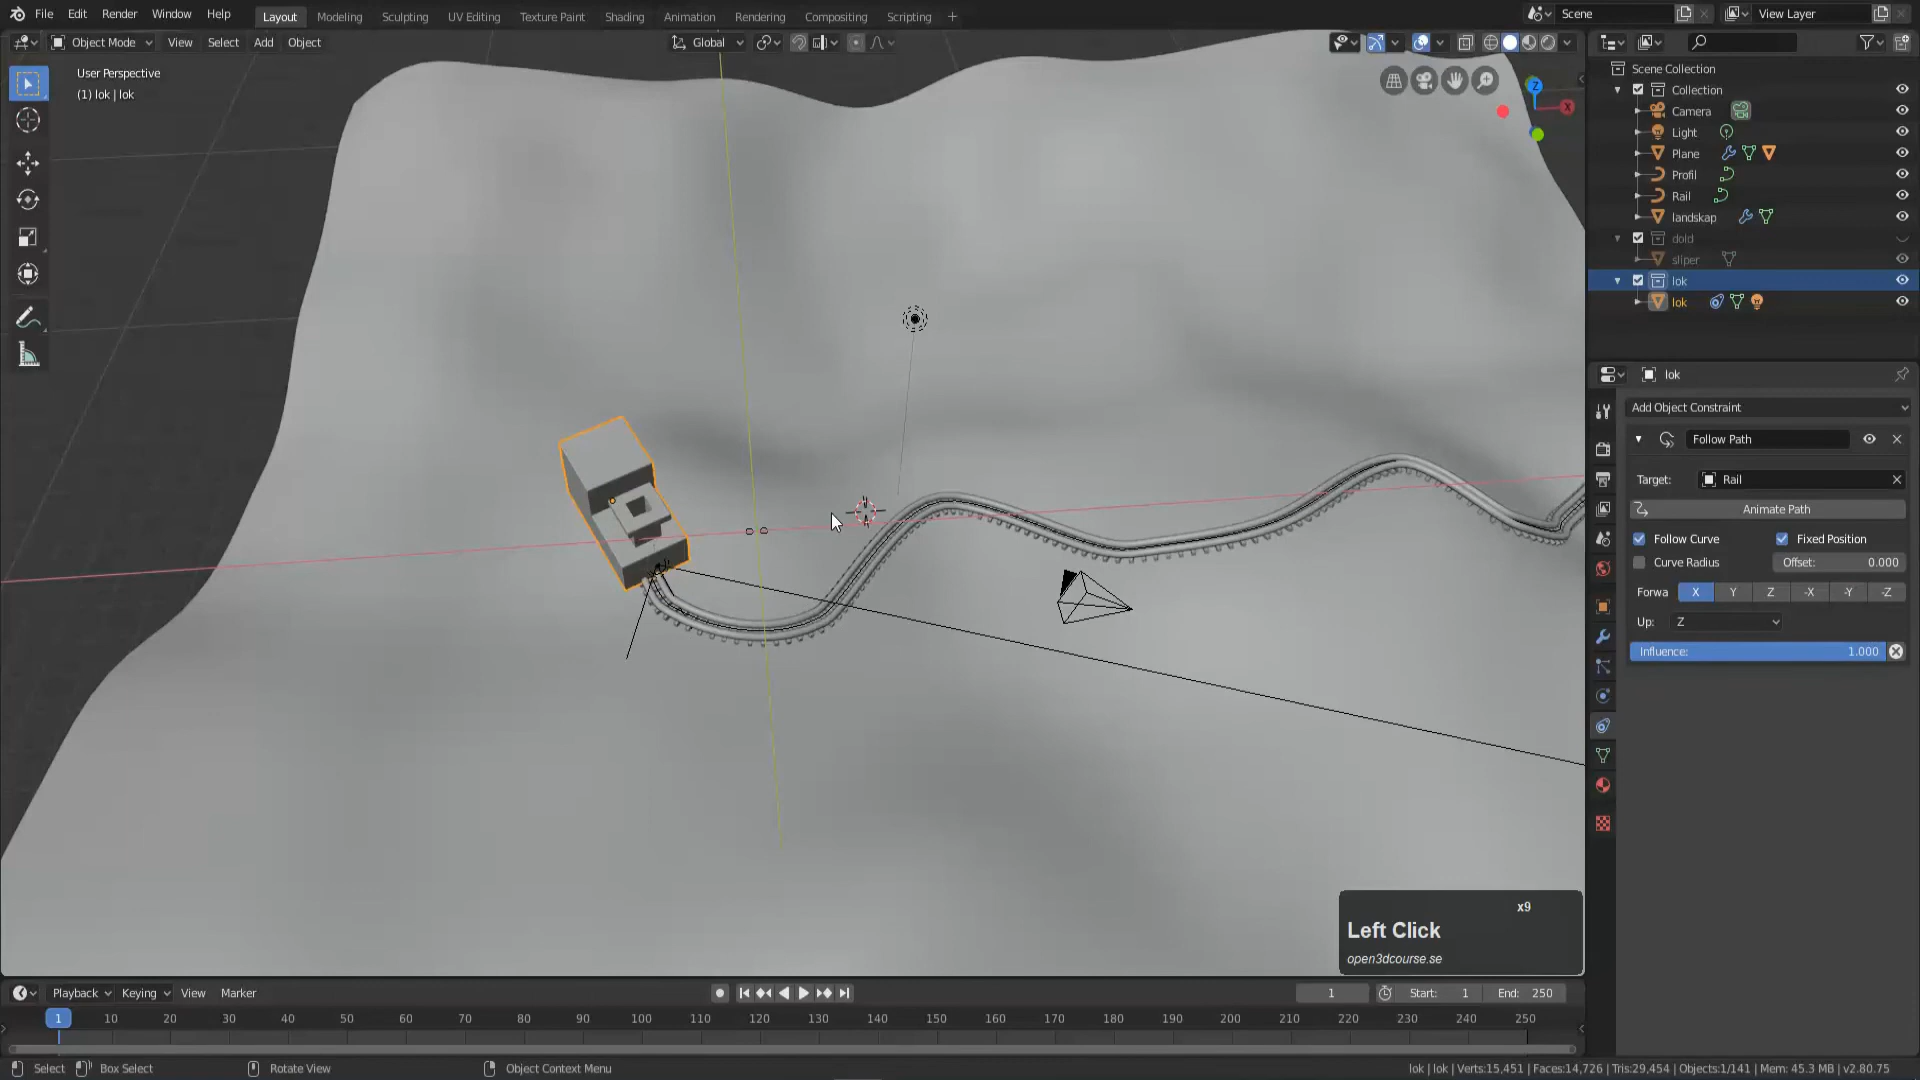 File Edit Render Window Help Layout Modeling Sculpting UV Editing Texture Paint Shading Animation Rendering Compositing Scripting + Scene View Layer
Object Mode View Select Add Object Global
User Perspective
(1) lok | lok
Z
X
Scene Collection
Collection
Camera
Light
Plane
Profil
Rail
landskap
dold
sliper
lok
lok
lok
Add Object Constraint
Follow Path
Target: Rail
Animate Path
Follow Curve Fixed Position
Curve Radius Offset: 0.000
Forwa X Y Z -X -Y -Z
Up: Z
Influence: 1.000
x9
Left Click
open3dcourse.se
Playback Keying View Marker 1 Start: 1 End: 250
1 10 20 30 40 50 60 70 80 90 100 110 120 130 140 150 160 170 180 190 200 210 220 230 240 250
Select Box Select Rotate View Object Context Menu lok | lok | Verts:15,451 | Faces:14,726 | Tris:29,454 | Objects:1/141 | Mem: 45.3 MB | v2.80.75